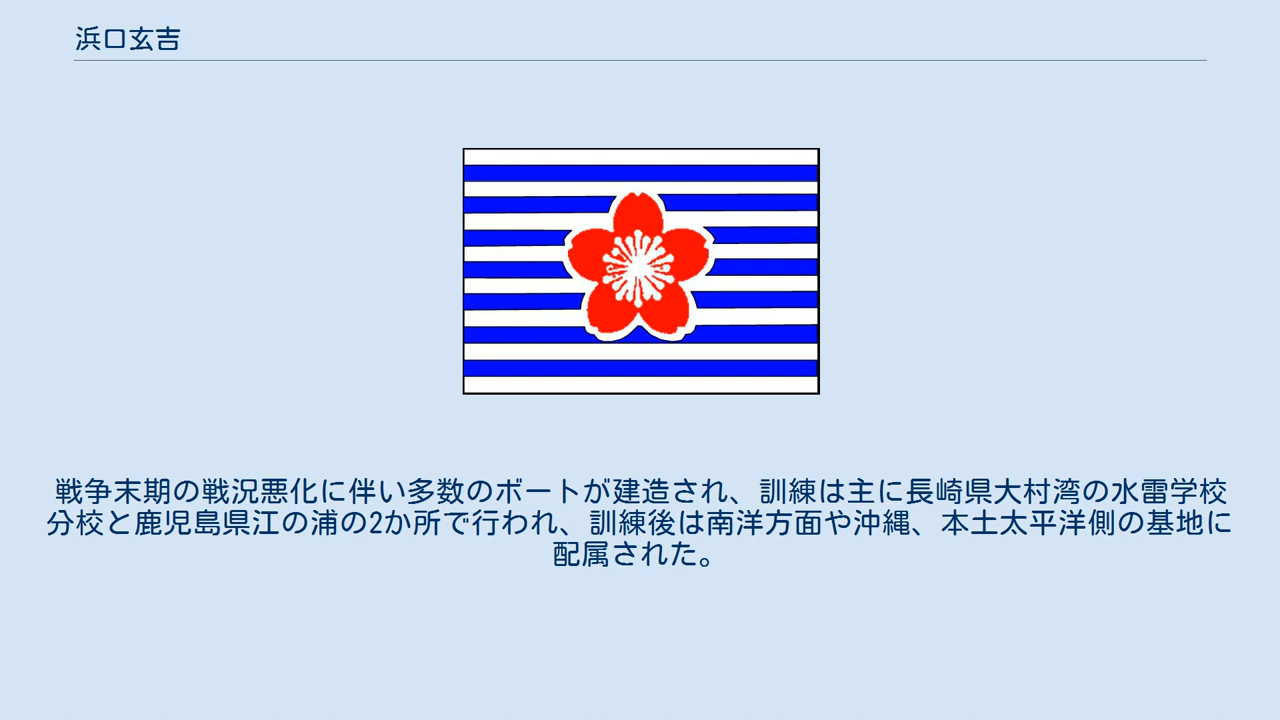 浜口玄吉
戦争末期の戦況悪化に伴い多数のボートが建造され、訓練は主に長崎県大村湾の水雷学校
分校と鹿児島県江の浦の2か所で行われ、訓練後は南洋方面や沖縄、本土太平洋側の基地に
配属された。